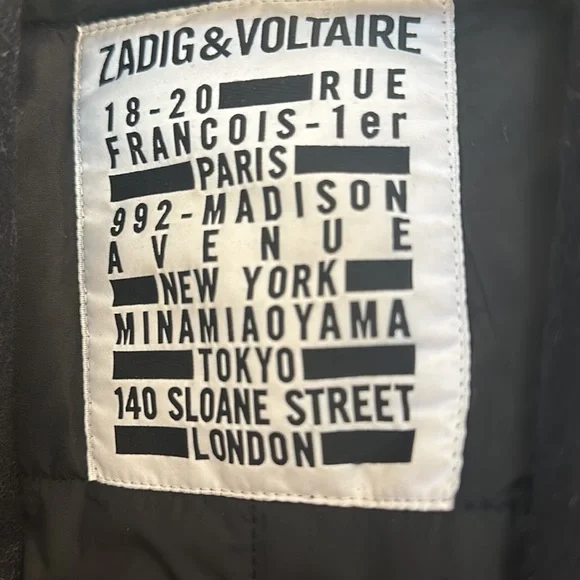 ZADIG&VOLTAIRE
18-20 RUE
FRANCOIS-1er
PARIS
992-MADISON
AVENUE
NEW YORK
MINAMIAOYAMA
TOKYO
140 SLOANE STREET
LONDON